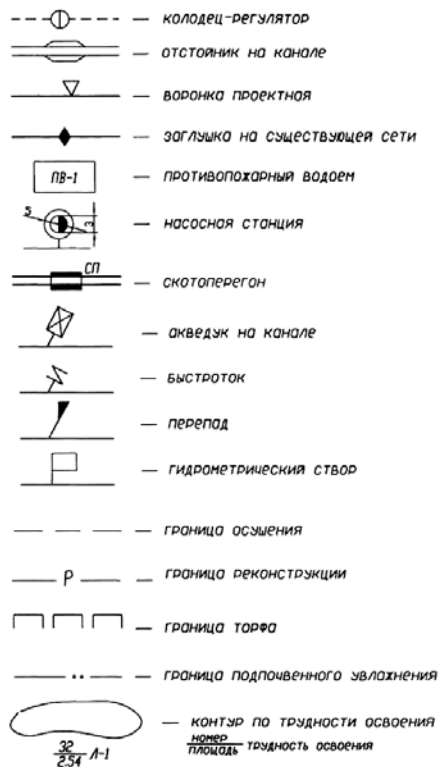 — КОЛОДЕЦ-РЕГУЛЯТОР
— ОТСТОЙНИК НА КАНАЛЕ
— ВОРОНКА ПРОЕКТНАЯ
— ЗАГЛУШКА НА СУЩЕСТВУЮЩЕЙ СЕТИ
ПВ-1 — ПРОТИВОПОЖАРНЫЙ ВОДОЕМ
5 3 — НАСОСНАЯ СТАНЦИЯ
СП — СКОТОПЕРЕГОН
— АКВЕДУК НА КАНАЛЕ
— БЫСТРОТОК
— ПЕРЕПАД
— ГИДРОМЕТРИЧЕСКИЙ СТВОР
— ГРАНИЦА ОСУШЕНИЯ
Р — ГРАНИЦА РЕКОНСТРУКЦИИ
— ГРАНИЦА ТОРФА
— ГРАНИЦА ПОДПОЧВЕННОГО УВЛАЖНЕНИЯ
— КОНТУР ПО ТРУДНОСТИ ОСВОЕНИЯ
32/2.54 Л-1 НОМЕР/ПЛОЩАДЬ ТРУДНОСТЬ ОСВОЕНИЯ